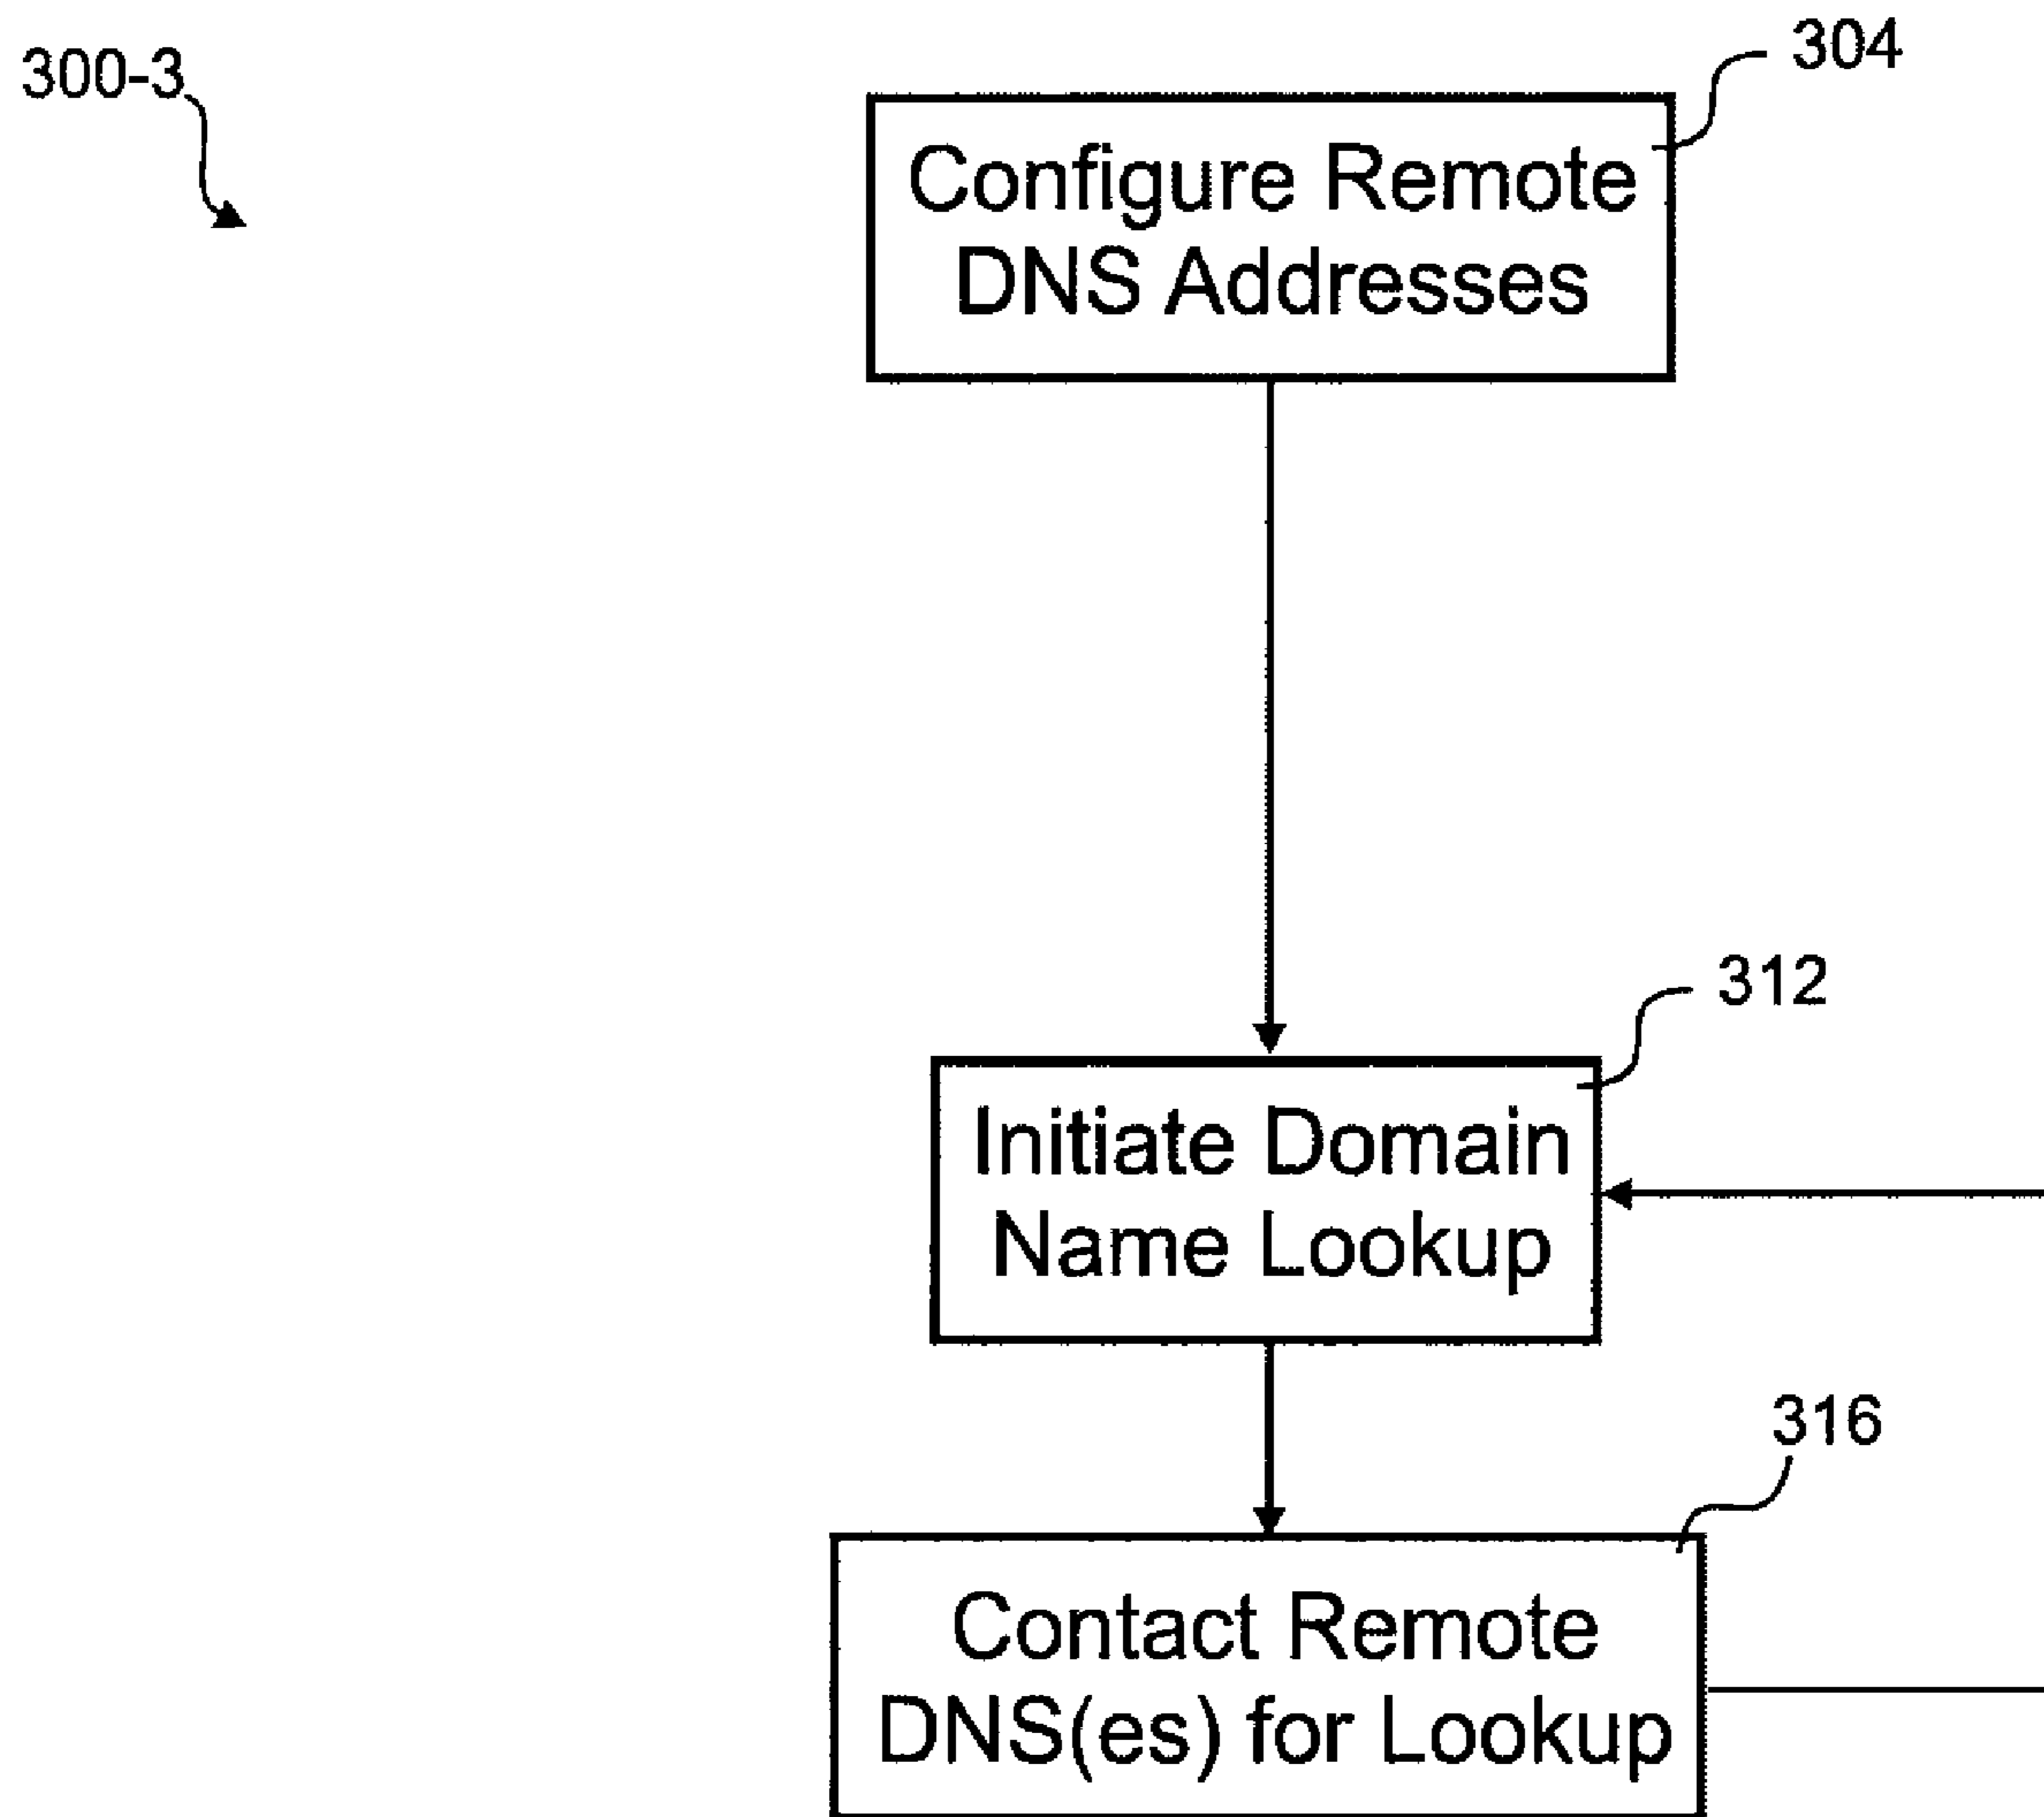 300-3
304
Configure Remote
DNS Addresses
312
Initiate Domain
Name Lookup
316
Contact Remote
DNS(es) for Lookup